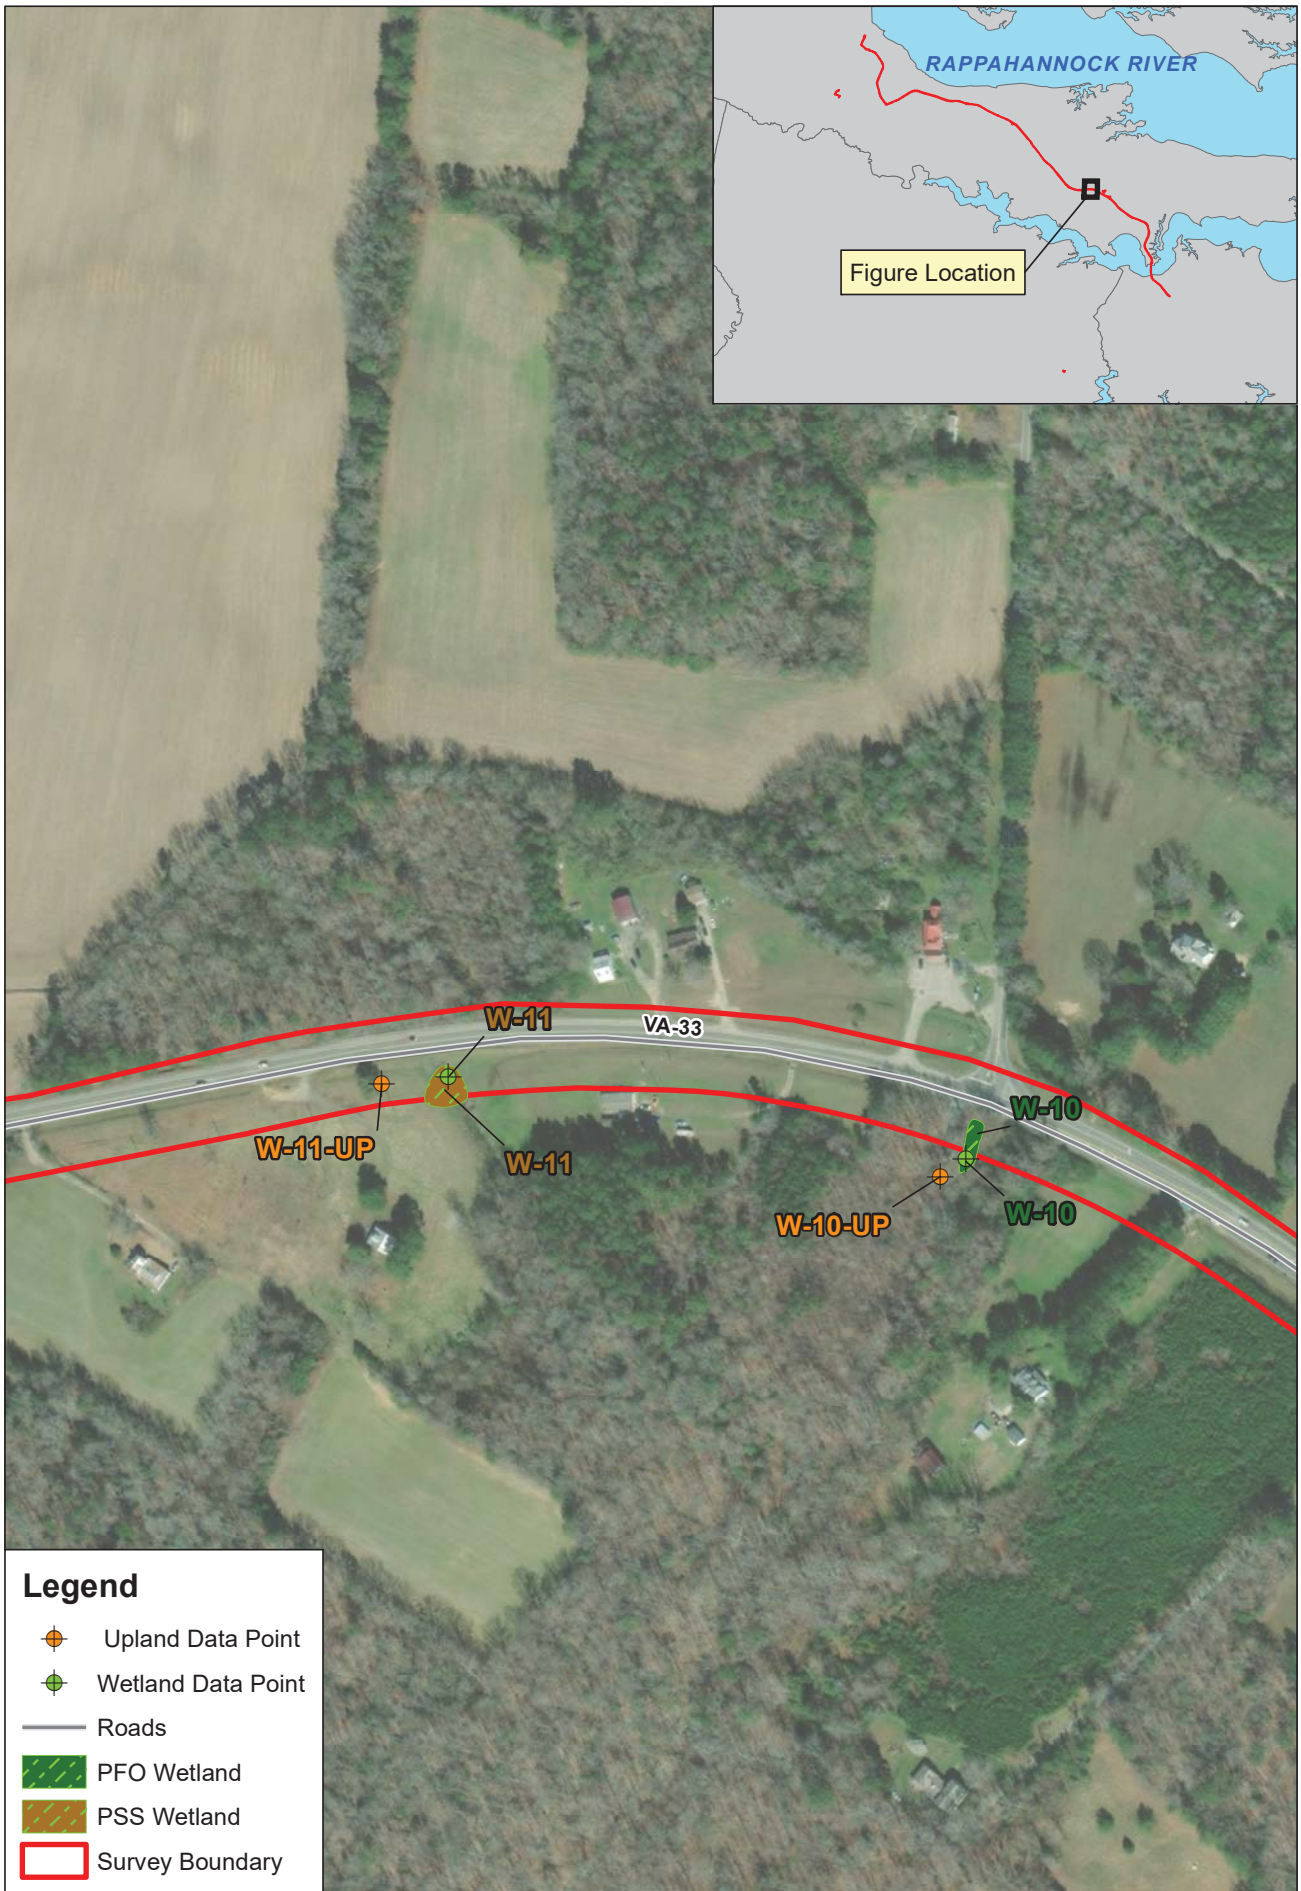 RAPPAHANNOCK RIVER
Figure Location
W-11
VA-33
W-10
W-11-UP
W-11
W-10-UP
W-10
Legend
Upland Data Point
Wetland Data Point
Roads
PFO Wetland
PSS Wetland
Survey Boundary